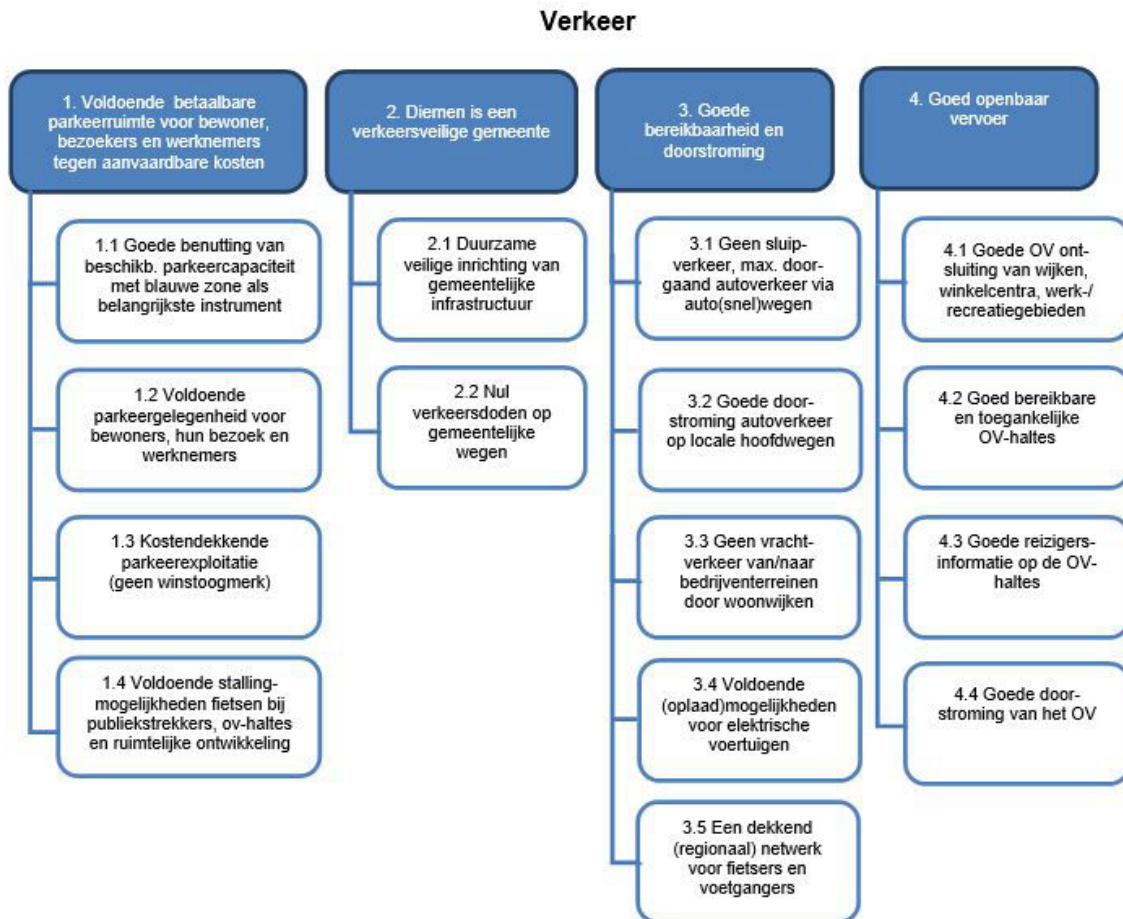 Verkeer
1. Voldoende betaalbare
parkeerruimte voor bewoner,
bezoekers en werknemers
tegen aanvaardbare kosten
1.1 Goede benutting van
beschikb. parkeercapaciteit
met blauwe zone als
belangrijkste instrument
1.2 Voldoende
parkeergelegenheid voor
bewoners, hun bezoek en
werknemers
1.3 Kostendekkende
parkeerexploitatie
(geen winstoogmerk)
1.4 Voldoende stalling-
mogelijkheden fietsen bij
publiekstrekkers, ov-haltes
en ruimtelijke ontwikkeling
2. Diemen is een
verkeersveilige gemeente
2.1 Duurzame
veilige inrichting van
gemeentelijke
infrastructuur
2.2 Nul
verkeersdoden op
gemeentelijke
wegen
3. Goede
bereikbaarheid en
doorstroming
3.1 Geen sluip-
verkeer, max. door-
gaand autoverkeer via
auto(snel)wegen
3.2 Goede door-
stroming autoverkeer
op locale hoofdwegen
3.3 Geen vracht-
verkeer van/naar
bedrijventerreinen
door woonwijken
3.4 Voldoende
(oplaad)mogelijkheden
voor elektrische
voertuigen
3.5 Een dekkend
(regionaal) netwerk
voor fietsers en
voetgangers
4. Goed openbaar
vervoer
4.1 Goede OV ont-
sluiting van wijken,
winkelcentra, werk-/
recreatiegebieden
4.2 Goed bereikbare
en toegankelijke
OV-haltes
4.3 Goede reizigers-
informatie op de OV-
haltes
4.4 Goede door-
stroming van het OV